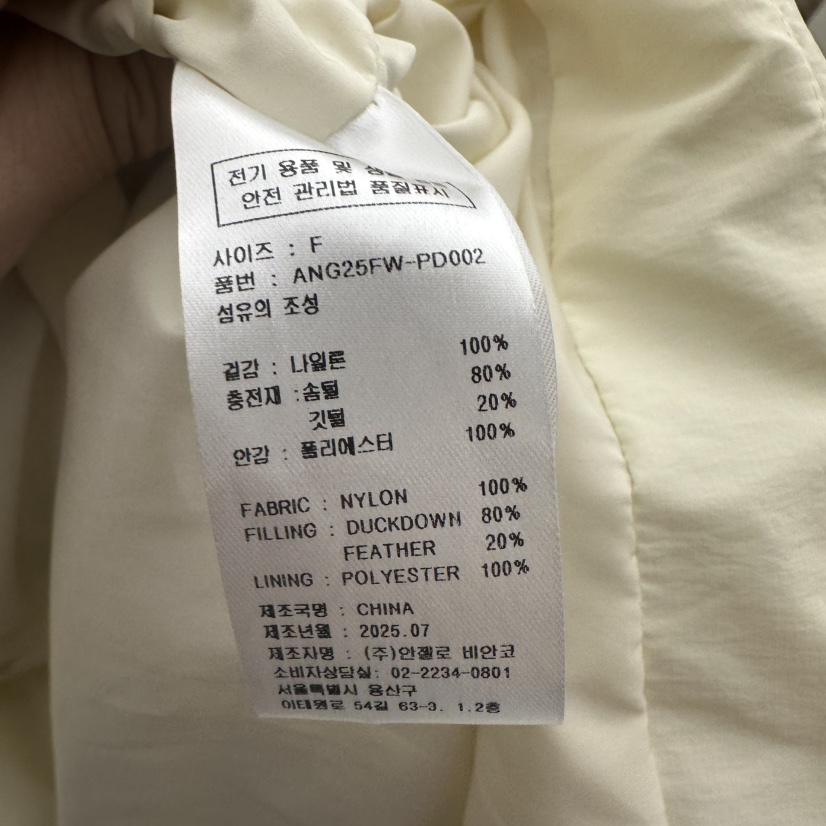 전기 용품 및
안전 관리법 품질표시
사이즈 : F
품번 : ANG25FW-PD002
섬유의 조성
겉감 : 나일론 100%
충전재 :솜털 80%
깃털 20%
안감 : 폴리에스터 100%
FABRIC : NYLON 100%
FILLING : DUCKDOWN 80%
FEATHER 20%
LINING : POLYESTER 100%
제조국명 : CHINA
제조년월 : 2025.07
제조자명 : (주)안젤로 비안코
소비자상담실: 02-2234-0801
서울특별시 용산구
이태원로 54길 63-3. 1.2층